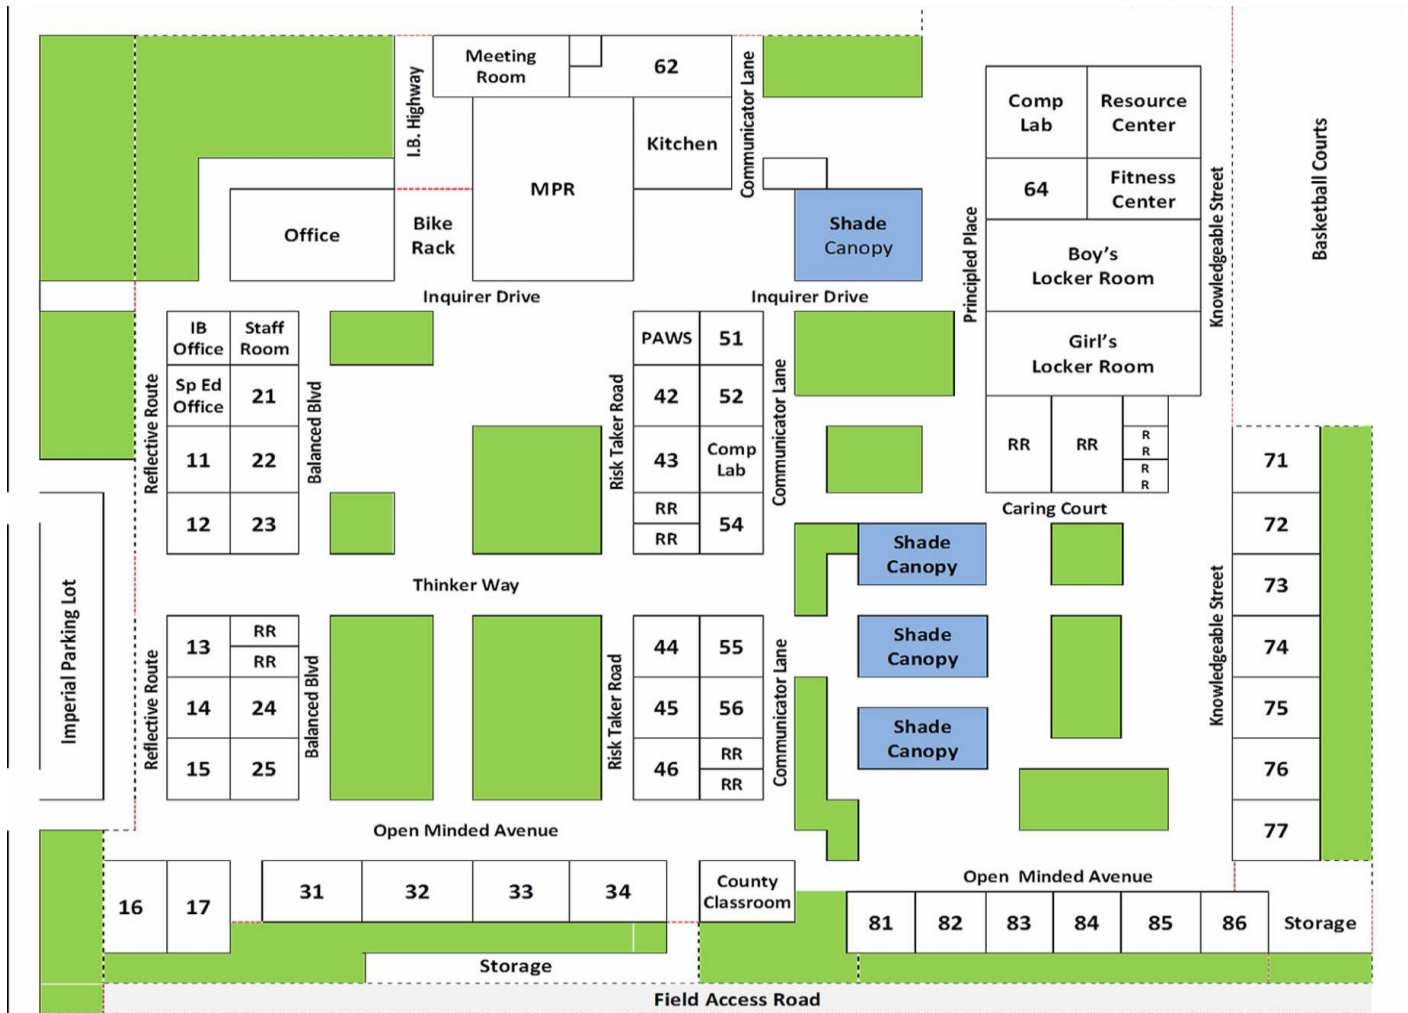 Meeting
Room
62
I.B. Highway
Communicator Lane
Kitchen
MPR
Comp
Lab
Resource
Center
64
Fitness
Center
Basketball Courts
Knowledgeable Street
Principled Place
Office
Bike
Rack
Shade
Canopy
Boy's
Locker Room
Inquirer Drive
Inquirer Drive
Girl's
Locker Room
IB
Office
Staff
Room
PAWS
51
Sp Ed
Office
21
42
52
Reflective Route
Balanced Blvd
Risk Taker Road
Communicator Lane
11
22
43
Comp
Lab
RR
RR
R
R
R
R
71
12
23
RR
RR
54
Caring Court
72
Shade
Canopy
Thinker Way
73
Imperial Parking Lot
13
RR
RR
44
55
Shade
Canopy
74
Reflective Route
Balanced Blvd
Risk Taker Road
Communicator Lane
Knowledgeable Street
14
24
45
56
75
Shade
Canopy
15
25
46
RR
RR
76
Open Minded Avenue
77
Open Minded Avenue
16
17
31
32
33
34
County
Classroom
81
82
83
84
85
86
Storage
Storage
Field Access Road